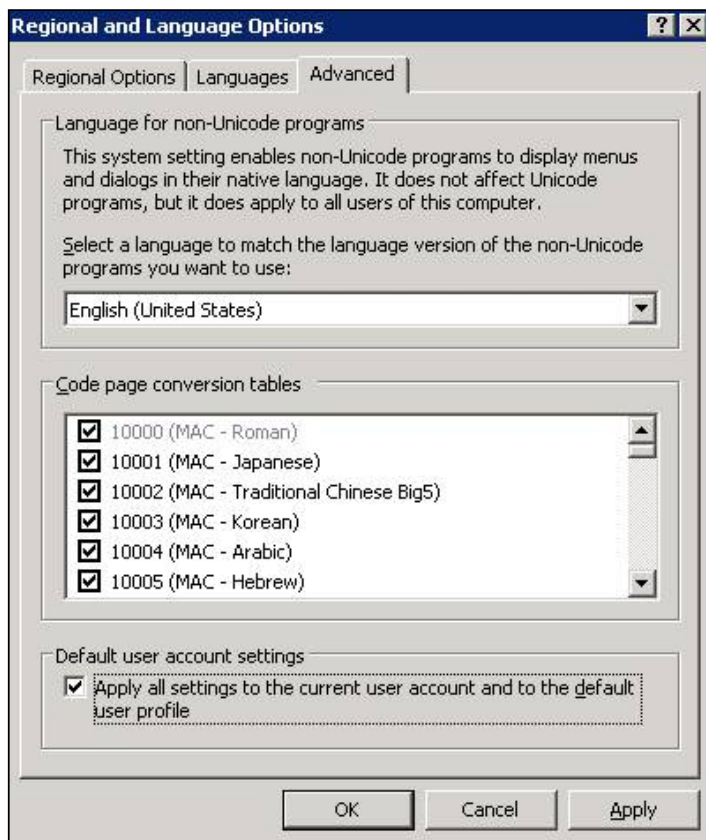 Regional and Language Options
Regional Options
Languages
Advanced
Language for non-Unicode programs
This system setting enables non-Unicode programs to display menus
and dialogs in their native language. It does not affect Unicode
programs, but it does apply to all users of this computer.
Select a language to match the language version of the non-Unicode
programs you want to use:
English (United States)
Code page conversion tables
10000 (MAC - Roman)
10001 (MAC - Japanese)
10002 (MAC - Traditional Chinese Big5)
10003 (MAC - Korean)
10004 (MAC - Arabic)
10005 (MAC - Hebrew)
Default user account settings
Apply all settings to the current user account and to the default
user profile
OK
Cancel
Apply